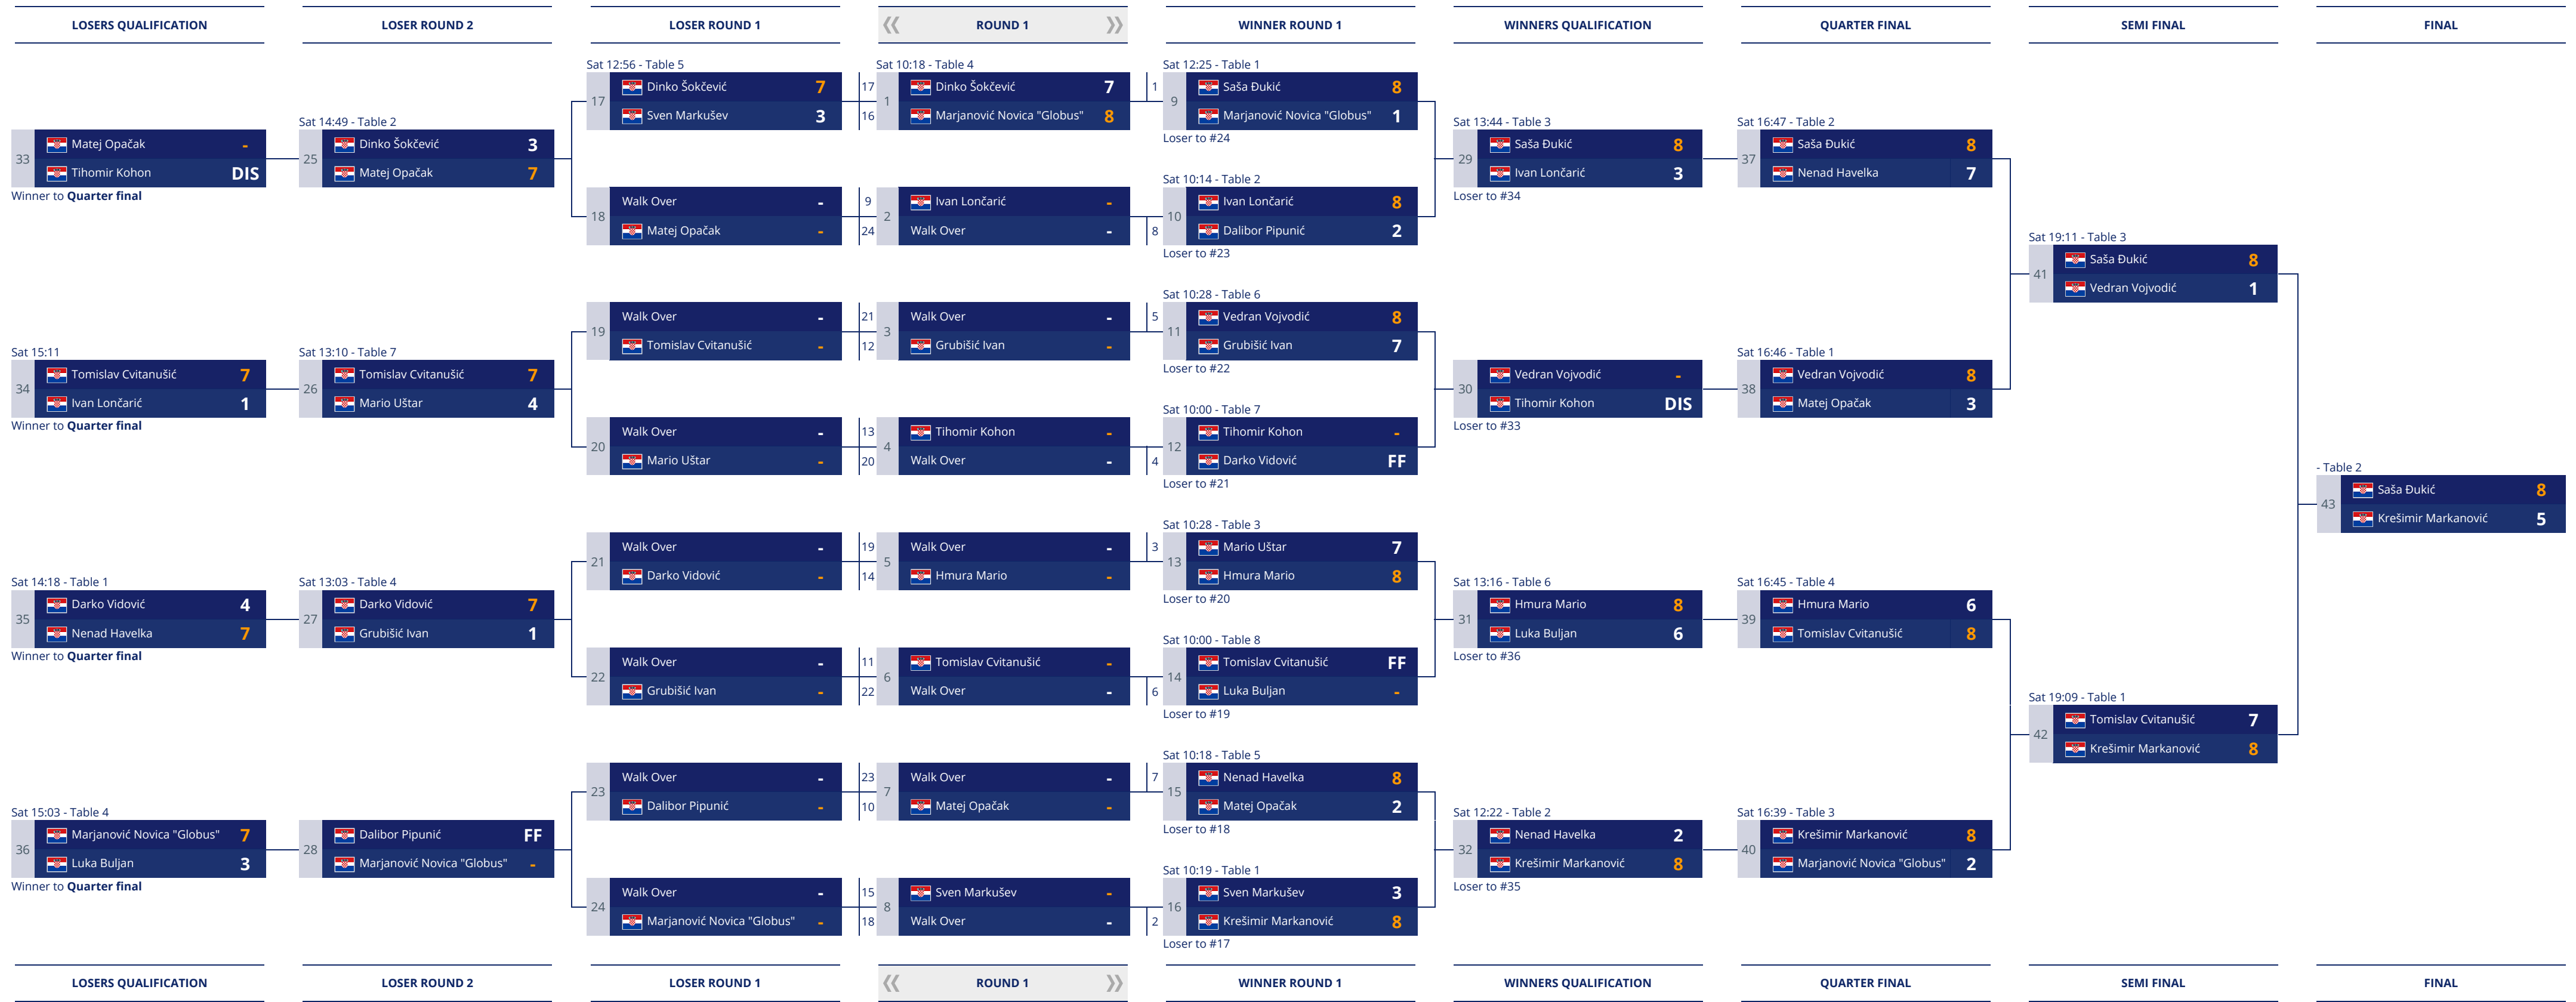 LOSERS QUALIFICATION
LOSER ROUND 2
LOSER ROUND 1
ROUND 1
WINNER ROUND 1
WINNERS QUALIFICATION
QUARTER FINAL
SEMI FINAL
FINAL
33
Matej Opačak -
Tihomir Kohon DIS
Winner to Quarter final
Sat 15:11
34
Tomislav Cvitanušić 7
Ivan Lončarić 1
Winner to Quarter final
Sat 14:18 - Table 1
35
Darko Vidović 4
Nenad Havelka 7
Winner to Quarter final
Sat 15:03 - Table 4
36
Marjanović Novica "Globus" 7
Luka Buljan 3
Winner to Quarter final
Sat 14:49 - Table 2
25
Dinko Šokčević 3
Matej Opačak 7
Sat 13:10 - Table 7
26
Tomislav Cvitanušić 7
Mario Uštar 4
Sat 13:03 - Table 4
27
Darko Vidović 7
Grubišić Ivan 1
28
Dalibor Pipunić FF
Marjanović Novica "Globus" -
Sat 12:56 - Table 5
17
Dinko Šokčević 7
Sven Markušev 3
18
Walk Over -
Matej Opačak -
19
Walk Over -
Tomislav Cvitanušić -
20
Walk Over -
Mario Uštar -
21
Walk Over -
Darko Vidović -
22
Walk Over -
Grubišić Ivan -
23
Walk Over -
Dalibor Pipunić -
24
Walk Over -
Marjanović Novica "Globus" -
Sat 10:18 - Table 4
17
16
1
Dinko Šokčević 7
Marjanović Novica "Globus" 8
9
24
2
Ivan Lončarić -
Walk Over -
21
12
3
Walk Over -
Grubišić Ivan -
13
20
4
Tihomir Kohon -
Walk Over -
19
14
5
Walk Over -
Hmura Mario -
11
22
6
Tomislav Cvitanušić -
Walk Over -
23
10
7
Walk Over -
Matej Opačak -
15
18
8
Sven Markušev -
Walk Over -
Sat 12:25 - Table 1
1
9
Saša Đukić 8
Marjanović Novica "Globus" 1
Loser to #24
Sat 10:14 - Table 2
8
10
Ivan Lončarić 8
Dalibor Pipunić 2
Loser to #23
Sat 10:28 - Table 6
5
11
Vedran Vojvodić 8
Grubišić Ivan 7
Loser to #22
Sat 10:00 - Table 7
4
12
Tihomir Kohon -
Darko Vidović FF
Loser to #21
Sat 10:28 - Table 3
3
13
Mario Uštar 7
Hmura Mario 8
Loser to #20
Sat 10:00 - Table 8
6
14
Tomislav Cvitanušić FF
Luka Buljan -
Loser to #19
Sat 10:18 - Table 5
7
15
Nenad Havelka 8
Matej Opačak 2
Loser to #18
Sat 10:19 - Table 1
2
16
Sven Markušev 3
Krešimir Markanović 8
Loser to #17
Sat 13:44 - Table 3
29
Saša Đukić 8
Ivan Lončarić 3
Loser to #34
30
Vedran Vojvodić -
Tihomir Kohon DIS
Loser to #33
Sat 13:16 - Table 6
31
Hmura Mario 8
Luka Buljan 6
Loser to #36
Sat 12:22 - Table 2
32
Nenad Havelka 2
Krešimir Markanović 8
Loser to #35
Sat 16:47 - Table 2
37
Saša Đukić 8
Nenad Havelka 7
Sat 16:46 - Table 1
38
Vedran Vojvodić 8
Matej Opačak 3
Sat 16:45 - Table 4
39
Hmura Mario 6
Tomislav Cvitanušić 8
Sat 16:39 - Table 3
40
Krešimir Markanović 8
Marjanović Novica "Globus" 2
Sat 19:11 - Table 3
41
Saša Đukić 8
Vedran Vojvodić 1
Sat 19:09 - Table 1
42
Tomislav Cvitanušić 7
Krešimir Markanović 8
- Table 2
43
Saša Đukić 8
Krešimir Markanović 5
LOSERS QUALIFICATION
LOSER ROUND 2
LOSER ROUND 1
ROUND 1
WINNER ROUND 1
WINNERS QUALIFICATION
QUARTER FINAL
SEMI FINAL
FINAL